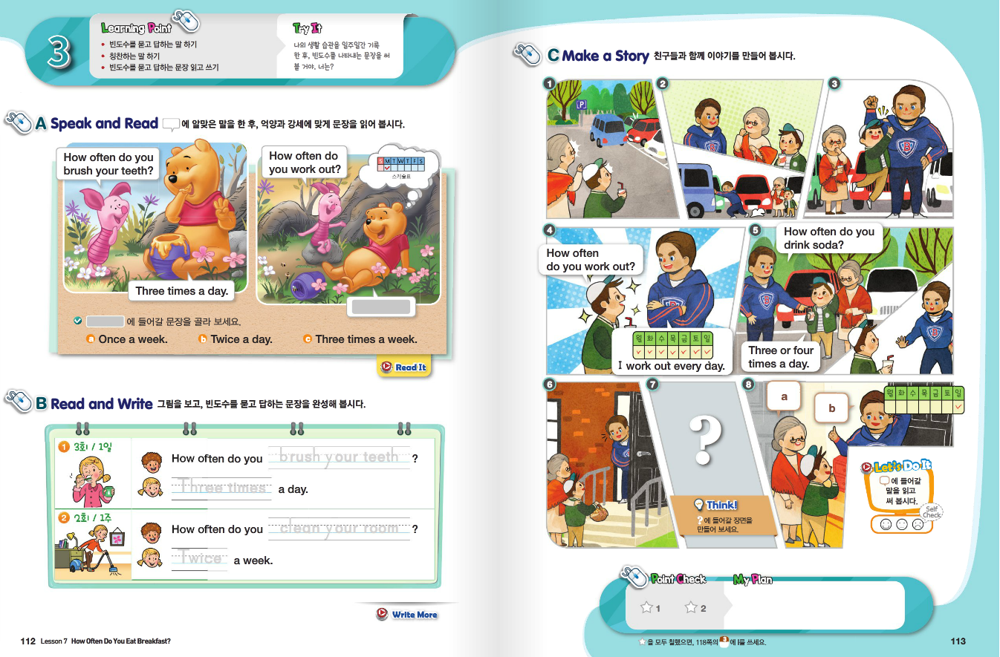 3
Learning Point
• 빈도수를 묻고 답하는 말 하기
• 칭찬하는 말 하기
• 빈도수를 묻고 답하는 문장 읽고 쓰기
Try It
나의 생활 습관을 일주일간 기록
한 후, 빈도수를 나타내는 문장을 써
볼 거야. 너는?
A Speak and Read 에 알맞은 말을 한 후, 억양과 강세에 맞게 문장을 읽어 봅시다.
How often do you
brush your teeth?
Three times a day.
How often do
you work out?
S M T W T F S
스케줄표
에 들어갈 문장을 골라 보세요.
a Once a week.
b Twice a day.
c Three times a week.
Read It
B Read and Write 그림을 보고, 빈도수를 묻고 답하는 문장을 완성해 봅시다.
1 3회 / 1일
How often do you brush your teeth ?
Three times a day.
2 2회 / 1주
How often do you clean your room ?
Twice a week.
Write More
112 Lesson 7 How Often Do You Eat Breakfast?
C Make a Story 친구들과 함께 이야기를 만들어 봅시다.
1
P
2
3
B
4
How often
do you work out?
월 화 수 목 금 토 일
I work out every day.
5
How often do you
drink soda?
Three or four
times a day.
6
7
?
Think!
?에 들어갈 장면을
만들어 보세요.
8
a
b
월 화 수 목 금 토 일
Let's Do It
에 들어갈
말을 읽고
써 봅시다.
Self
Check
Point Check
1
2
My Plan
을 모두 칠했으면, 118쪽의 3 에 를 쓰세요.
113